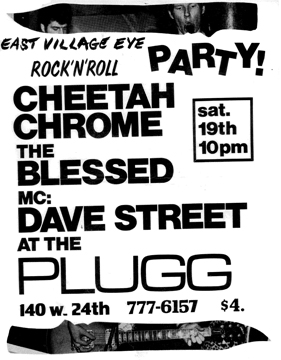 EAST VILLAGE EYE
ROCK'N'ROLL PARTY!
CHEETAH
CHROME
THE
BLESSED
MC:
DAVE STREET
AT THE
PLUGG
sat.
19th
10pm
140 w. 24th 777-6157 $4.